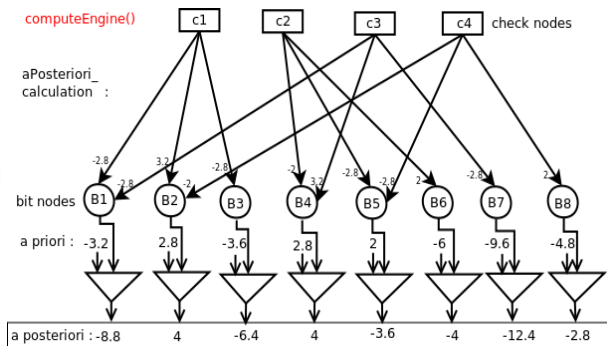 computeEngine()
c1 c2 c3 c4 check nodes
aPosteriori_
calculation :
-2.8 3.2 -2.8 -2 -2.8 2 -2.8 2
-2.8 -2 3.2 -2.8
bit nodes B1 B2 B3 B4 B5 B6 B7 B8
a priori : -3.2 2.8 -3.6 2.8 2 -6 -9.6 -4.8
a posteriori : -8.8 4 -6.4 4 -3.6 -4 -12.4 -2.8